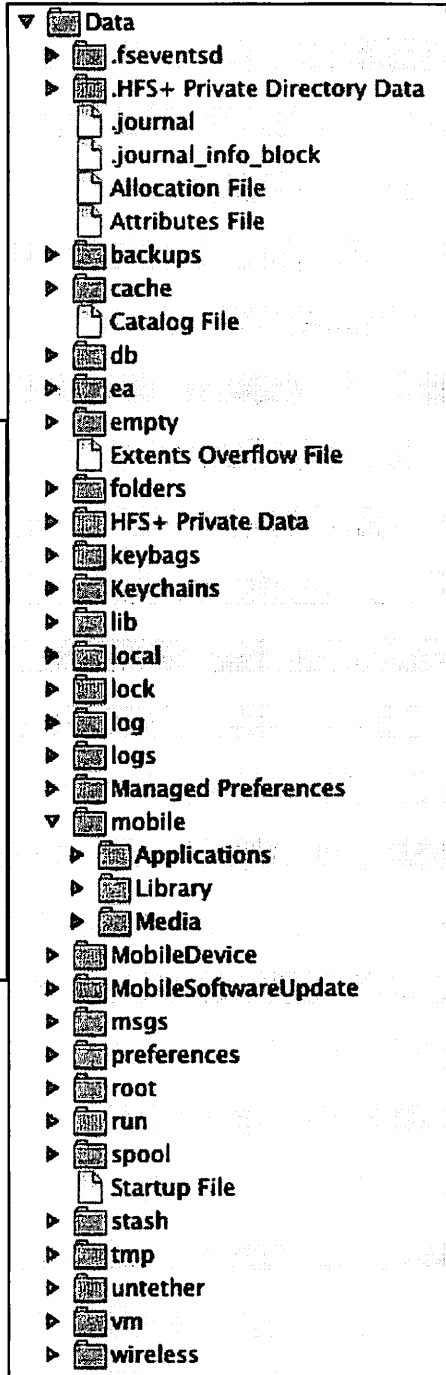 Data
.fseventsd
.HFS+ Private Directory Data
.journal
.journal_info_block
Allocation File
Attributes File
backups
cache
Catalog File
db
ea
empty
Extents Overflow File
folders
HFS+ Private Data
keybags
Keychains
lib
local
lock
log
logs
Managed Preferences
mobile
Applications
Library
Media
MobileDevice
MobileSoftwareUpdate
msgs
preferences
root
run
spool
Startup File
stash
tmp
untether
vm
wireless